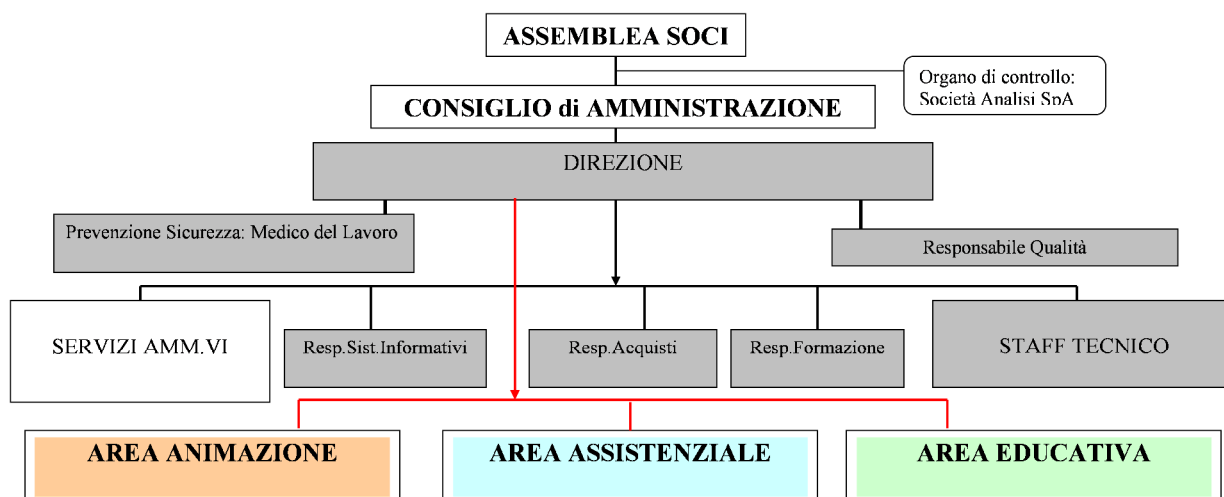 ASSEMBLEA SOCI
Organo di controllo:
Società Analisi SpA
CONSIGLIO di AMMINISTRAZIONE
DIREZIONE
Prevenzione Sicurezza: Medico del Lavoro
Responsabile Qualità
SERVIZI AMM.VI
Resp.Sist.Informativi
Resp.Acquisti
Resp.Formazione
STAFF TECNICO
AREA ANIMAZIONE
AREA ASSISTENZIALE
AREA EDUCATIVA